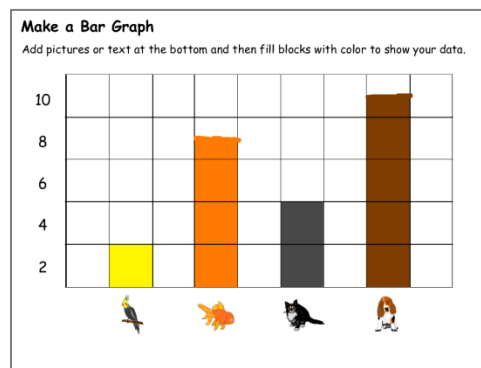 Make a Bar Graph
Add pictures or text at the bottom and then fill blocks with color to show your data.
10
8
6
4
2